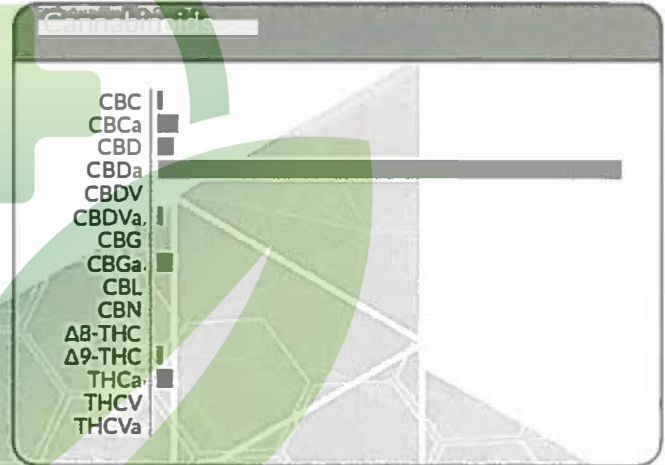 Cannabinoids
CBC
CBCa
CBD
CBDa
CBDV
CBDVa
CBG
CBGa
CBL
CBN
Δ8-THC
Δ9-THC
THCa
THCV
THCVa